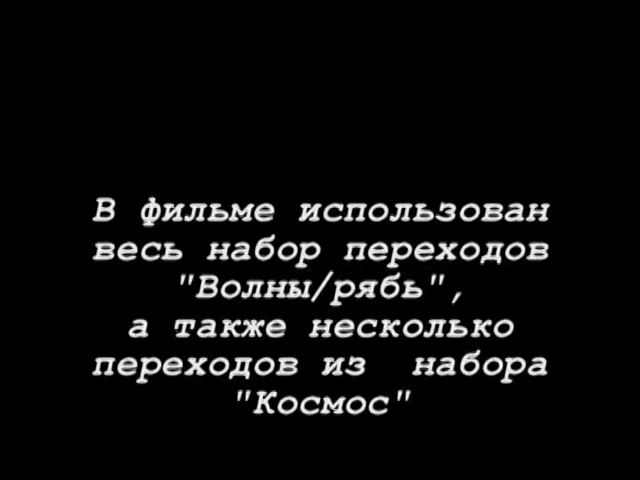 В фильме использован
весь набор переходов
"Волны/рябь",
а также несколько
переходов из  набора
"Космос"